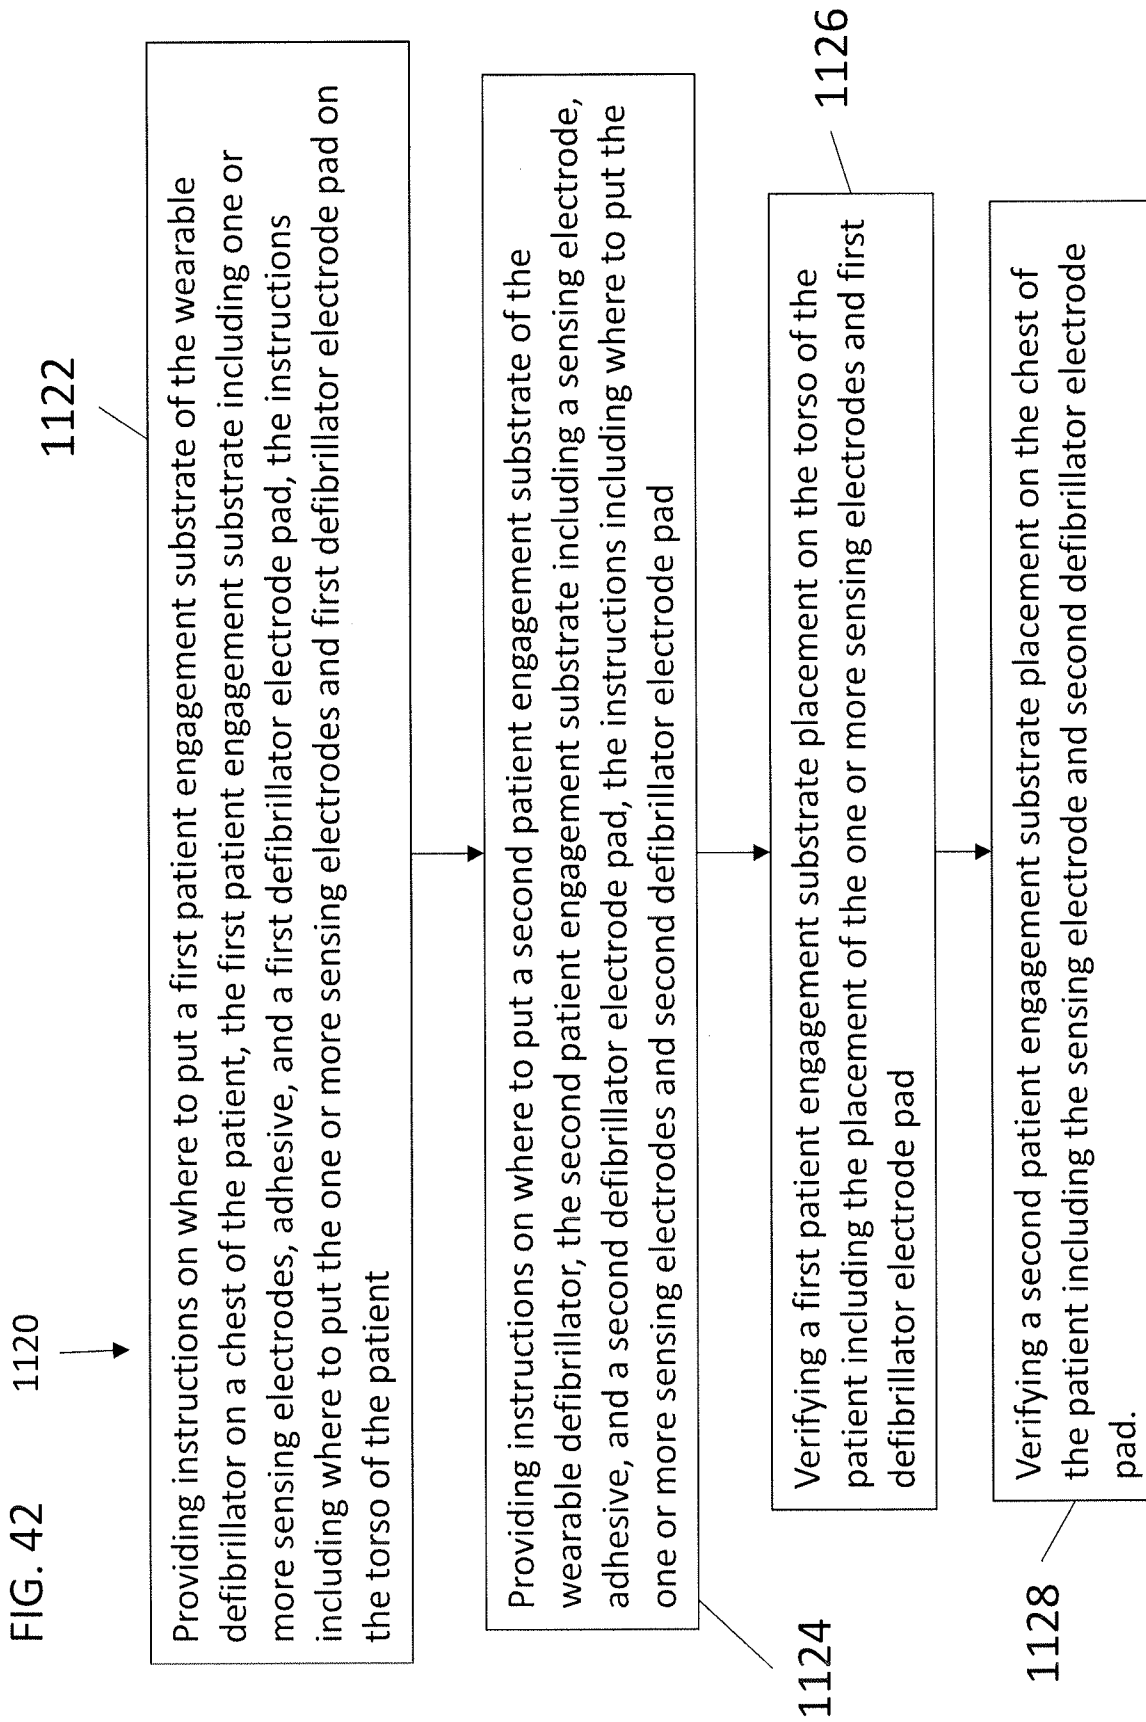 FIG. 42
1120
1122
Providing instructions on where to put a first patient engagement substrate of the wearable
defibrillator on a chest of the patient, the first patient engagement substrate including one or
more sensing electrodes, adhesive, and a first defibrillator electrode pad, the instructions
including where to put the one or more sensing electrodes and first defibrillator electrode pad on
the torso of the patient
1124
Providing instructions on where to put a second patient engagement substrate of the
wearable defibrillator, the second patient engagement substrate including a sensing electrode,
adhesive, and a second defibrillator electrode pad, the instructions including where to put the
one or more sensing electrodes and second defibrillator electrode pad
1126
Verifying a first patient engagement substrate placement on the torso of the
patient including the placement of the one or more sensing electrodes and first
defibrillator electrode pad
1128
Verifying a second patient engagement substrate placement on the chest of
the patient including the sensing electrode and second defibrillator electrode
pad.